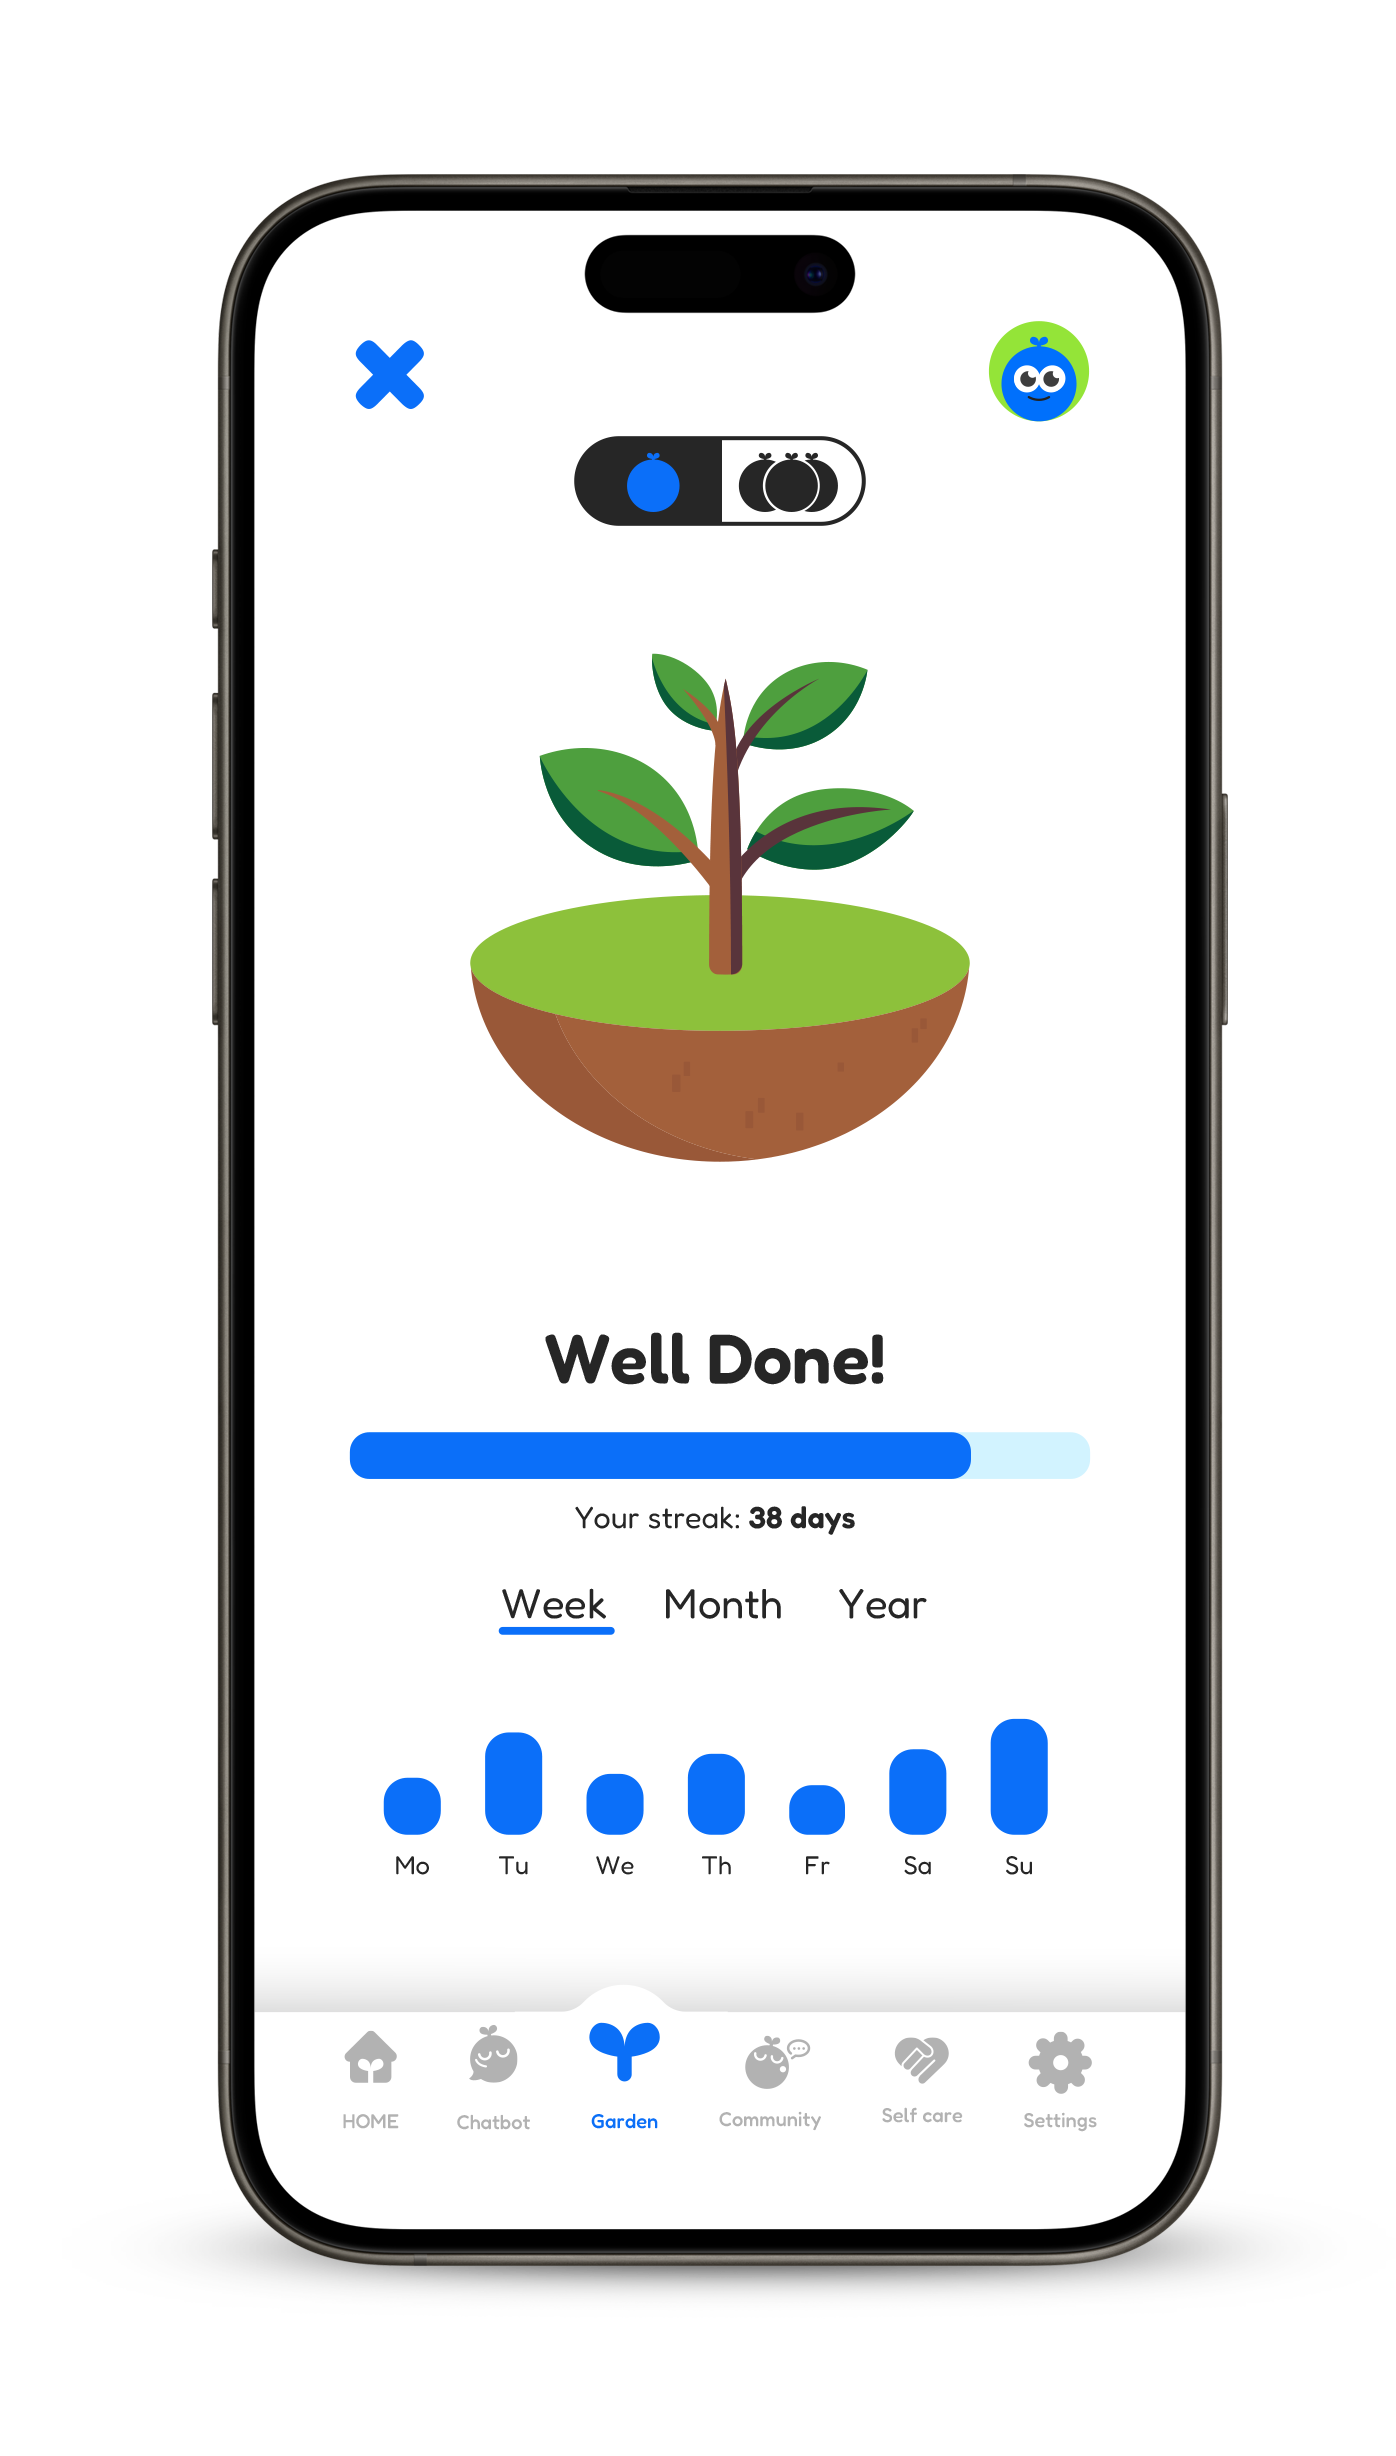 Well Done!
Your streak: 38 days
Week Month Year
Mo Tu We Th Fr Sa Su
HOME Chatbot Garden Community Self care Settings